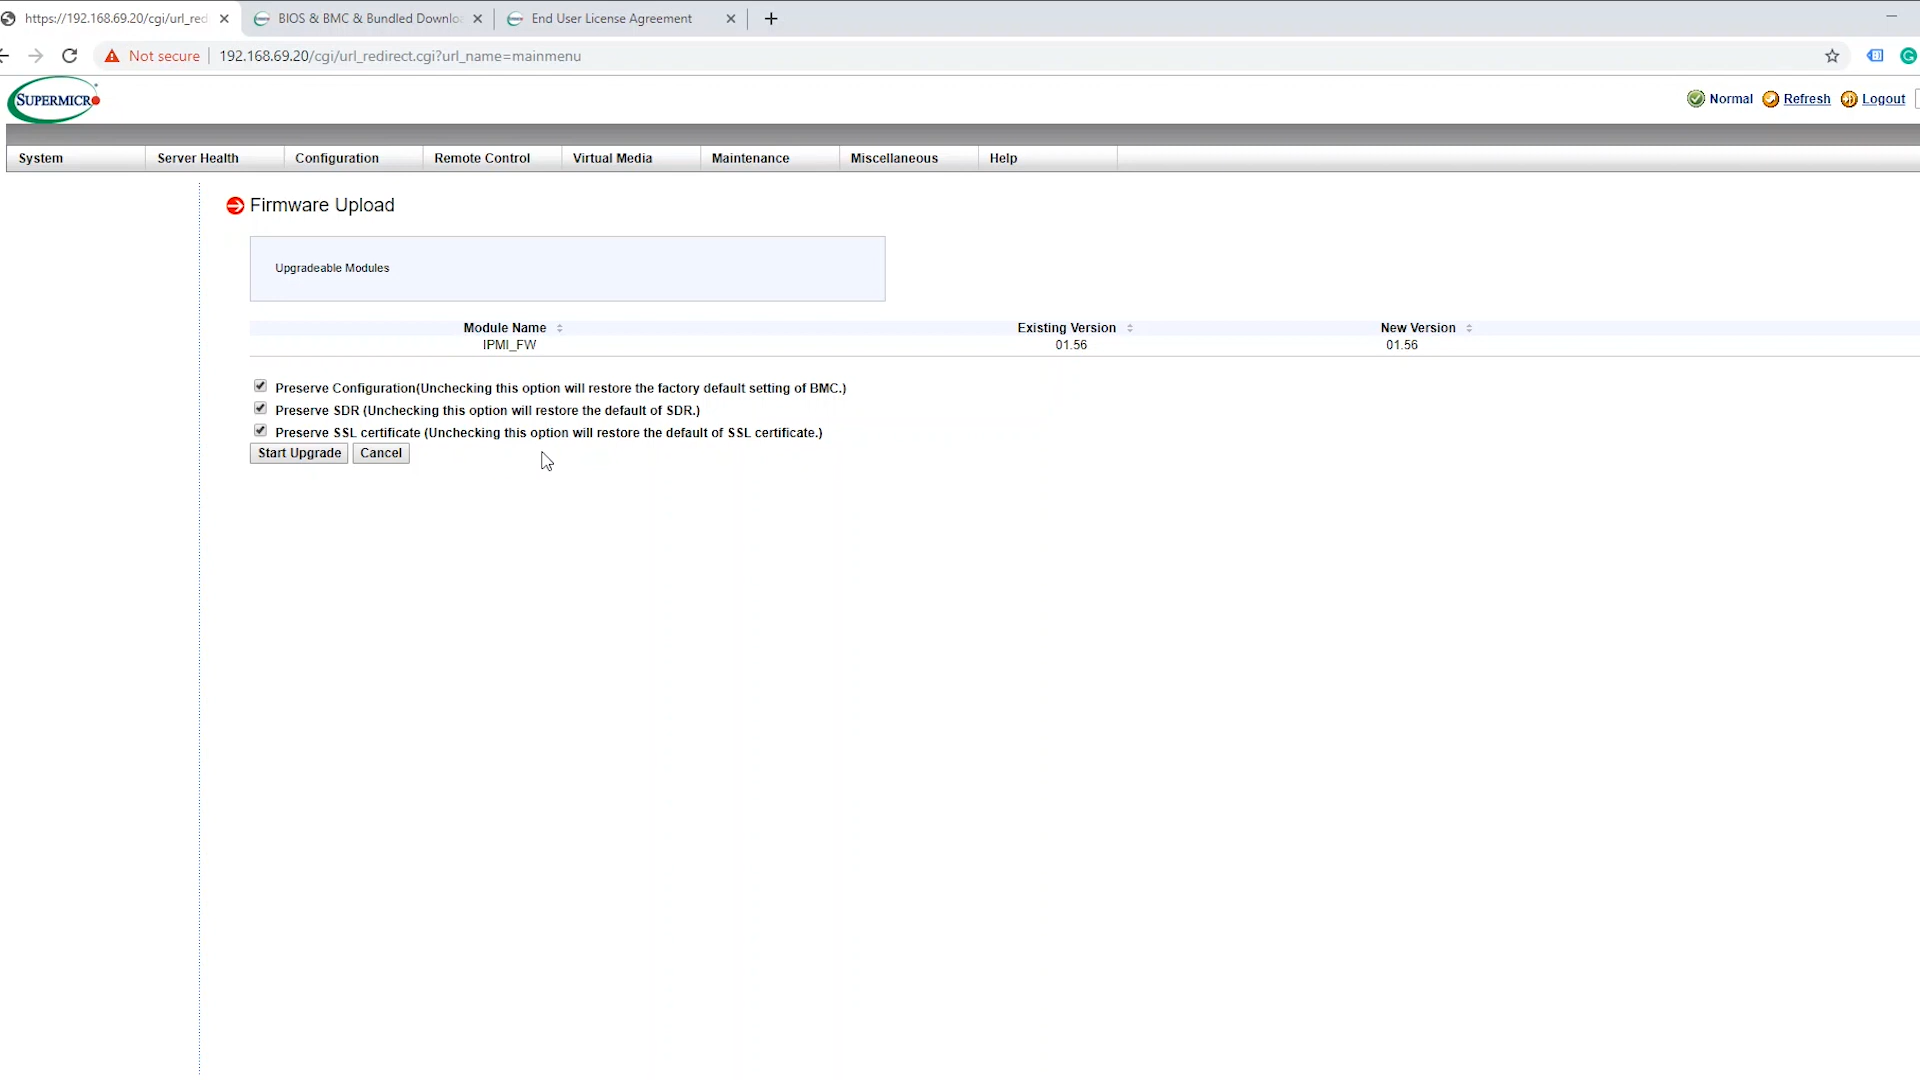 https://192.168.69.20/cgi/url_red
BIOS & BMC & Bundled Downlo
End User License Agreement
Not secure
192.168.69.20/cgi/url_redirect.cgi?url_name=mainmenu
SUPERMICR
Normal
Refresh
Logout
System
Server Health
Configuration
Remote Control
Virtual Media
Maintenance
Miscellaneous
Help
Firmware Upload
Upgradeable Modules
Module Name
Existing Version
New Version
IPMI_FW
01.56
01.56
Preserve Configuration(Unchecking this option will restore the factory default setting of BMC.)
Preserve SDR (Unchecking this option will restore the default of SDR.)
Preserve SSL certificate (Unchecking this option will restore the default of SSL certificate.)
Start Upgrade
Cancel